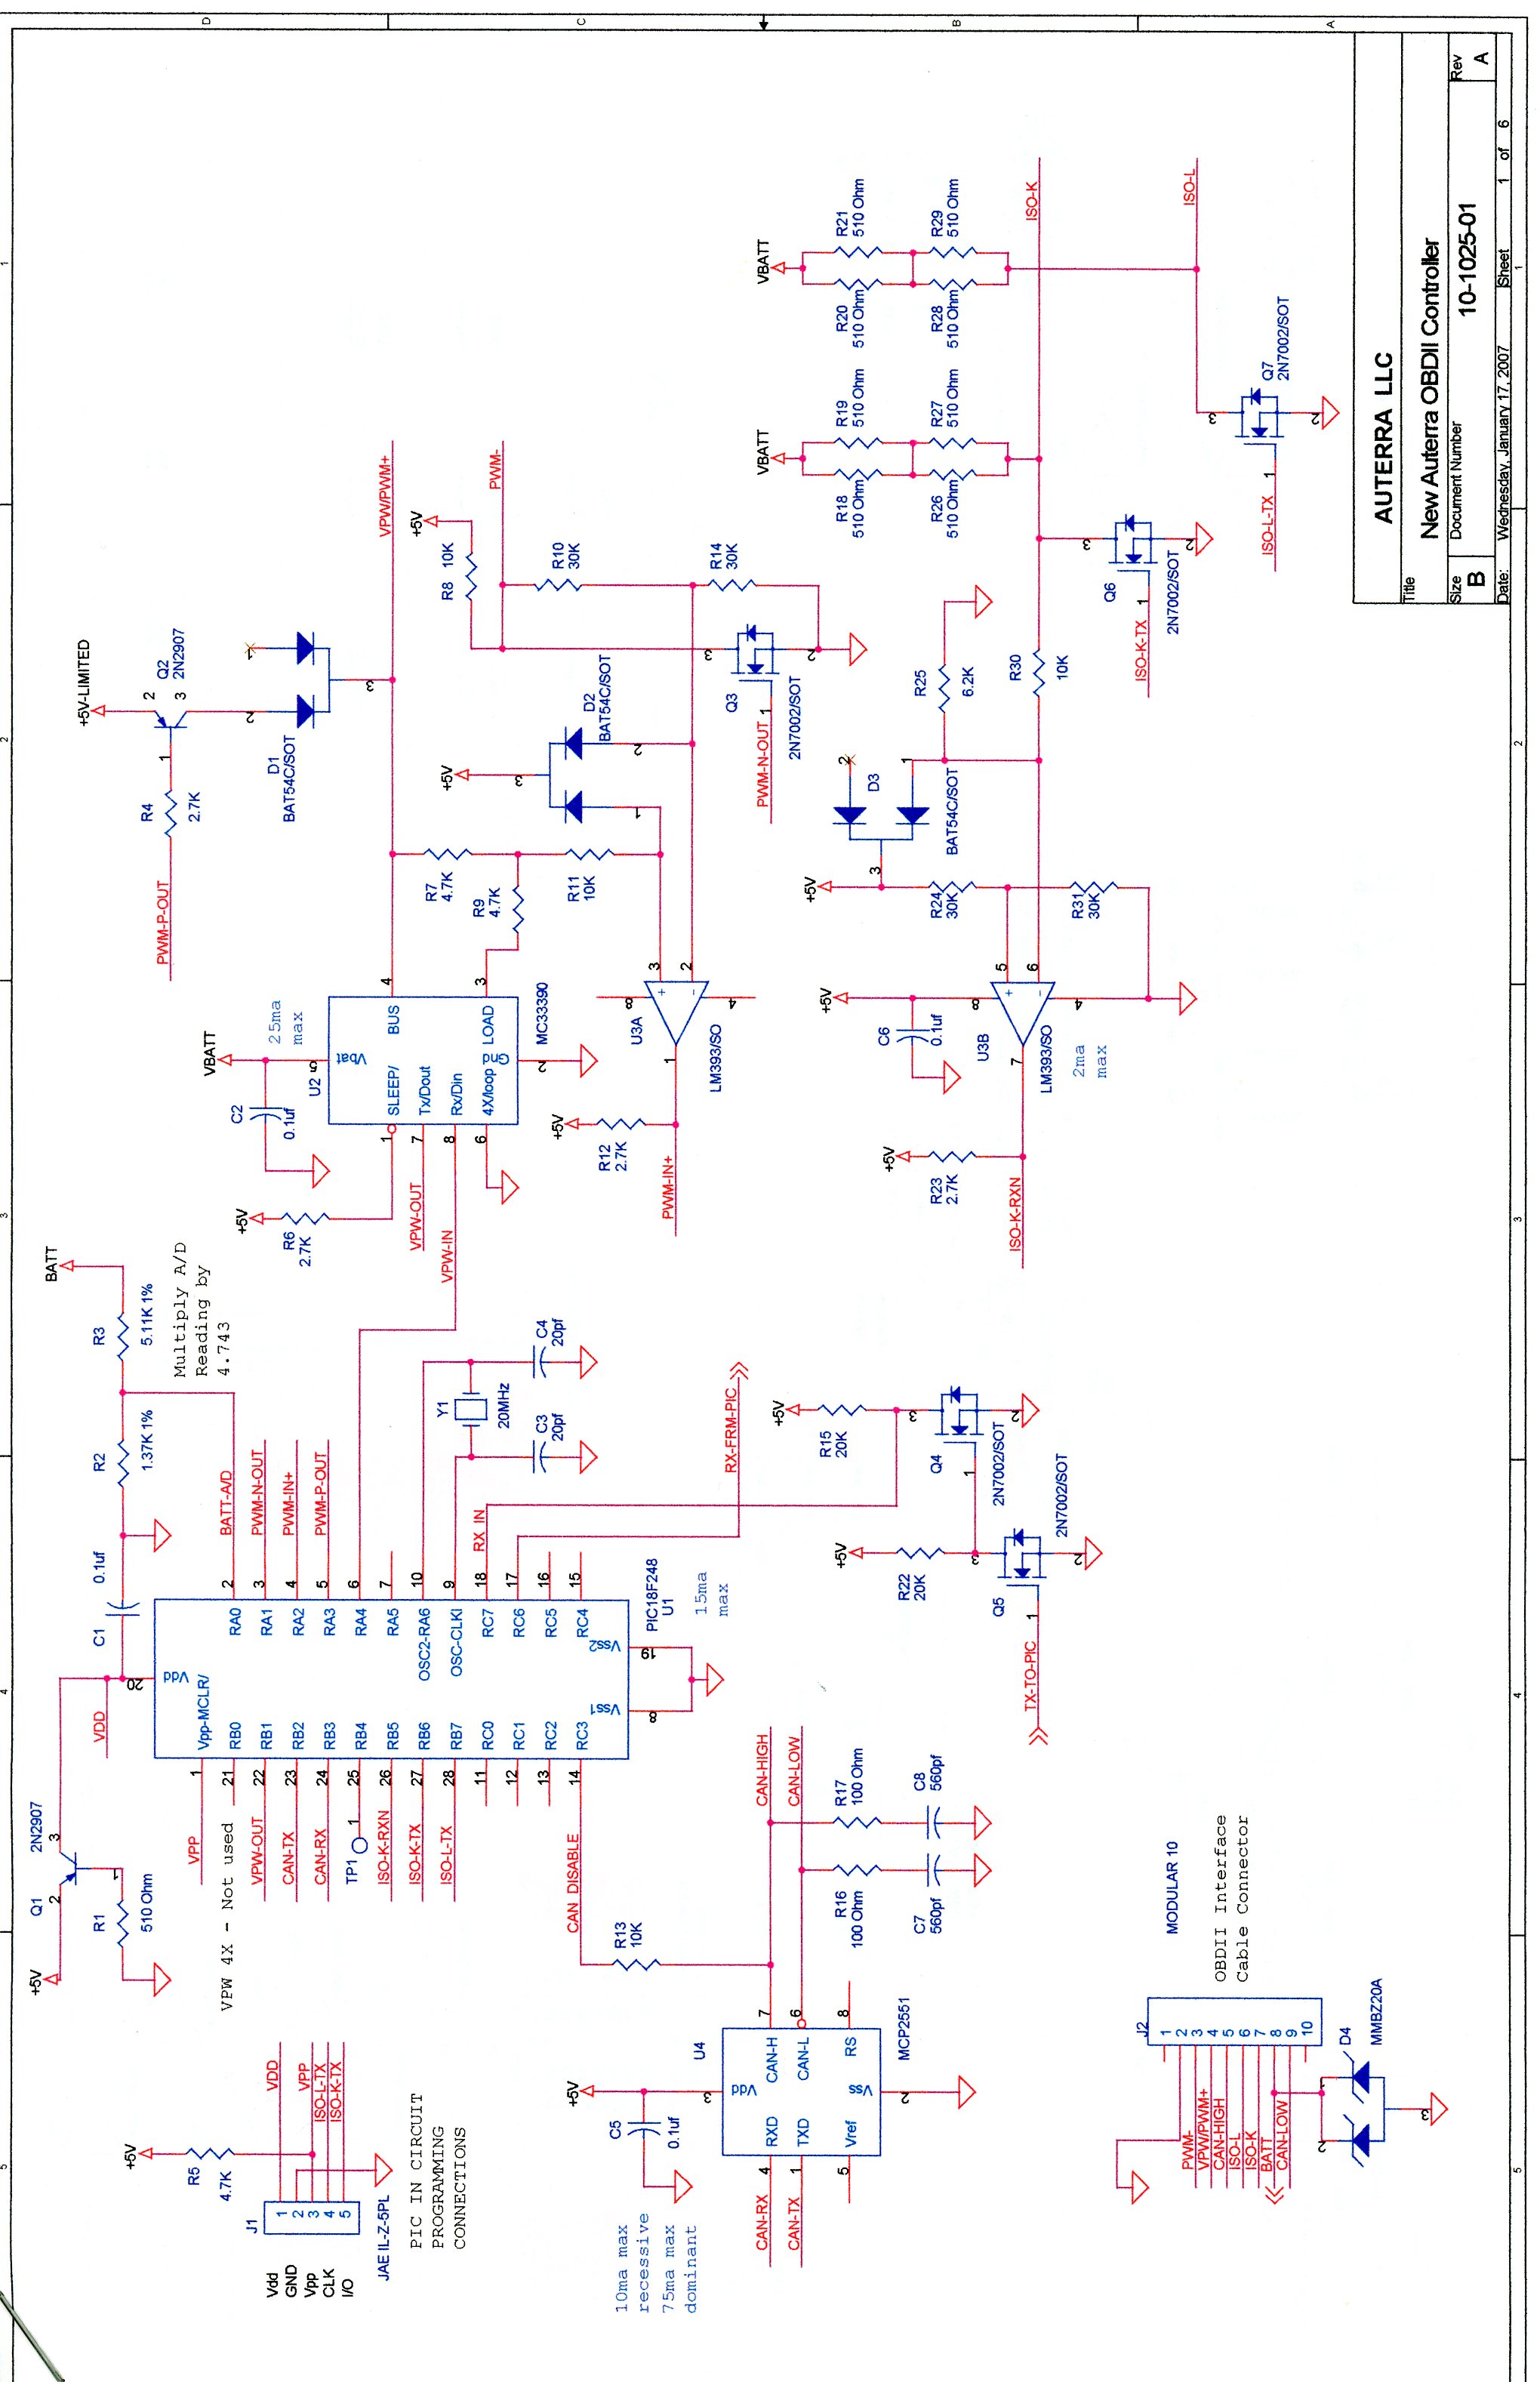 5
4
3
2
1
+5V
Q1
2N2907
2
3
1
R1
510 Ohm
VDD
C1
0.1uf
R2
1.37K 1%
R3
5.11K 1%
BATT
Multiply A/D
Reading by
4.743
+5V
R5
4.7K
J1
Vdd
GND
Vpp
CLK
I/O
1
2
3
4
5
VDD
VPP
ISO-L-TX
ISO-K-TX
JAE IL-Z-5PL
PIC IN CIRCUIT
PROGRAMMING
CONNECTIONS
20
Vdd
VPP 1 Vpp-MCLR/
VPW 4X - Not used 21 RB0
VPW-OUT 22 RB1
CAN-TX 23 RB2
CAN-RX 24 RB3
TP1 1 25 RB4
ISO-K-RXN 26 RB5
ISO-K-TX 27 RB6
ISO-L-TX 28 RB7
11 RC0
12 RC1
13 RC2
CAN DISABLE 14 RC3
RA0 2 BATT-A/D
RA1 3 PWM-N-OUT
RA2 4 PWM-IN+
RA3 5 PWM-P-OUT
RA4 6
RA5 7
OSC2-RA6 10
OSC-CLKI 9
RC7 18 RX IN
RC6 17
RC5 16
RC4 15
Vss1
Vss2
8
19
PIC18F248
U1
15ma
max
Y1
20MHz
C3
20pf
C4
20pf
RX-FRM-PIC
+5V-LIMITED
PWM-P-OUT
R4
2.7K
1
2
3
Q2
2N2907
D1
BAT54C/SOT
2
1
3
VPW/PWM+
VBATT
C2
0.1uf
25ma
max
+5V
R6
2.7K
U2
5
Vbat
1 SLEEP/
VPW-OUT 7 Tx/Dout
VPW-IN 8 Rx/Din
6 4X/loop
BUS 4
LOAD 3
Gnd
2
MC33390
R7
4.7K
R9
4.7K
R11
10K
+5V
3
D2
BAT54C/SOT
1
2
+5V
R8 10K
PWM-
R10
30K
R14
30K
+5V
R12
2.7K
PWM-IN+
U3A
8
1
+
-
3
2
4
LM393/SO
Q3
3
PWM-N-OUT 1
2N7002/SOT
2
10ma max
recessive
75ma max
dominant
+5V
C5
0.1uf
R13
10K
U4
3
Vdd
CAN-RX 4 RXD
CAN-TX 1 TXD
5 Vref
CAN-H 7 CAN-HIGH
CAN-L 6 CAN-LOW
RS 8
Vss
2
MCP2551
R16
100 Ohm
R17
100 Ohm
C7
560pf
C8
560pf
+5V
R15
20K
+5V
R22
20K
Q4
3
1
2N7002/SOT
2
Q5
3
TX-TO-PIC 1
2N7002/SOT
2
+5V
R23
2.7K
ISO-K-RXN
+5V
C6
0.1uf
U3B
8
7
+
-
5
6
4
LM393/SO
2ma
max
+5V
R24
30K
R31
30K
3
2
D3
1
BAT54C/SOT
R25
6.2K
R30
10K
VBATT
R18
510 Ohm
R19
510 Ohm
R26
510 Ohm
R27
510 Ohm
VBATT
R20
510 Ohm
R21
510 Ohm
R28
510 Ohm
R29
510 Ohm
ISO-K
Q6
3
ISO-K-TX 1
2N7002/SOT
2
ISO-L
3
ISO-L-TX 1
Q7
2N7002/SOT
2
J2
MODULAR 10
1
2
PWM- 3
VPW/PWM+ 4
CAN-HIGH 5
ISO-L 6
ISO-K 7
BATT 8
CAN-LOW 9
10
OBDII Interface
Cable Connector
2
1
D4
MMBZ20A
3
D
C
B
A
AUTERRA LLC
Title
New Auterra OBDII Controller
Size
B
Document Number
10-1025-01
Rev
A
Date: Wednesday, January 17, 2007 Sheet 1 of 6
5
4
3
2
1